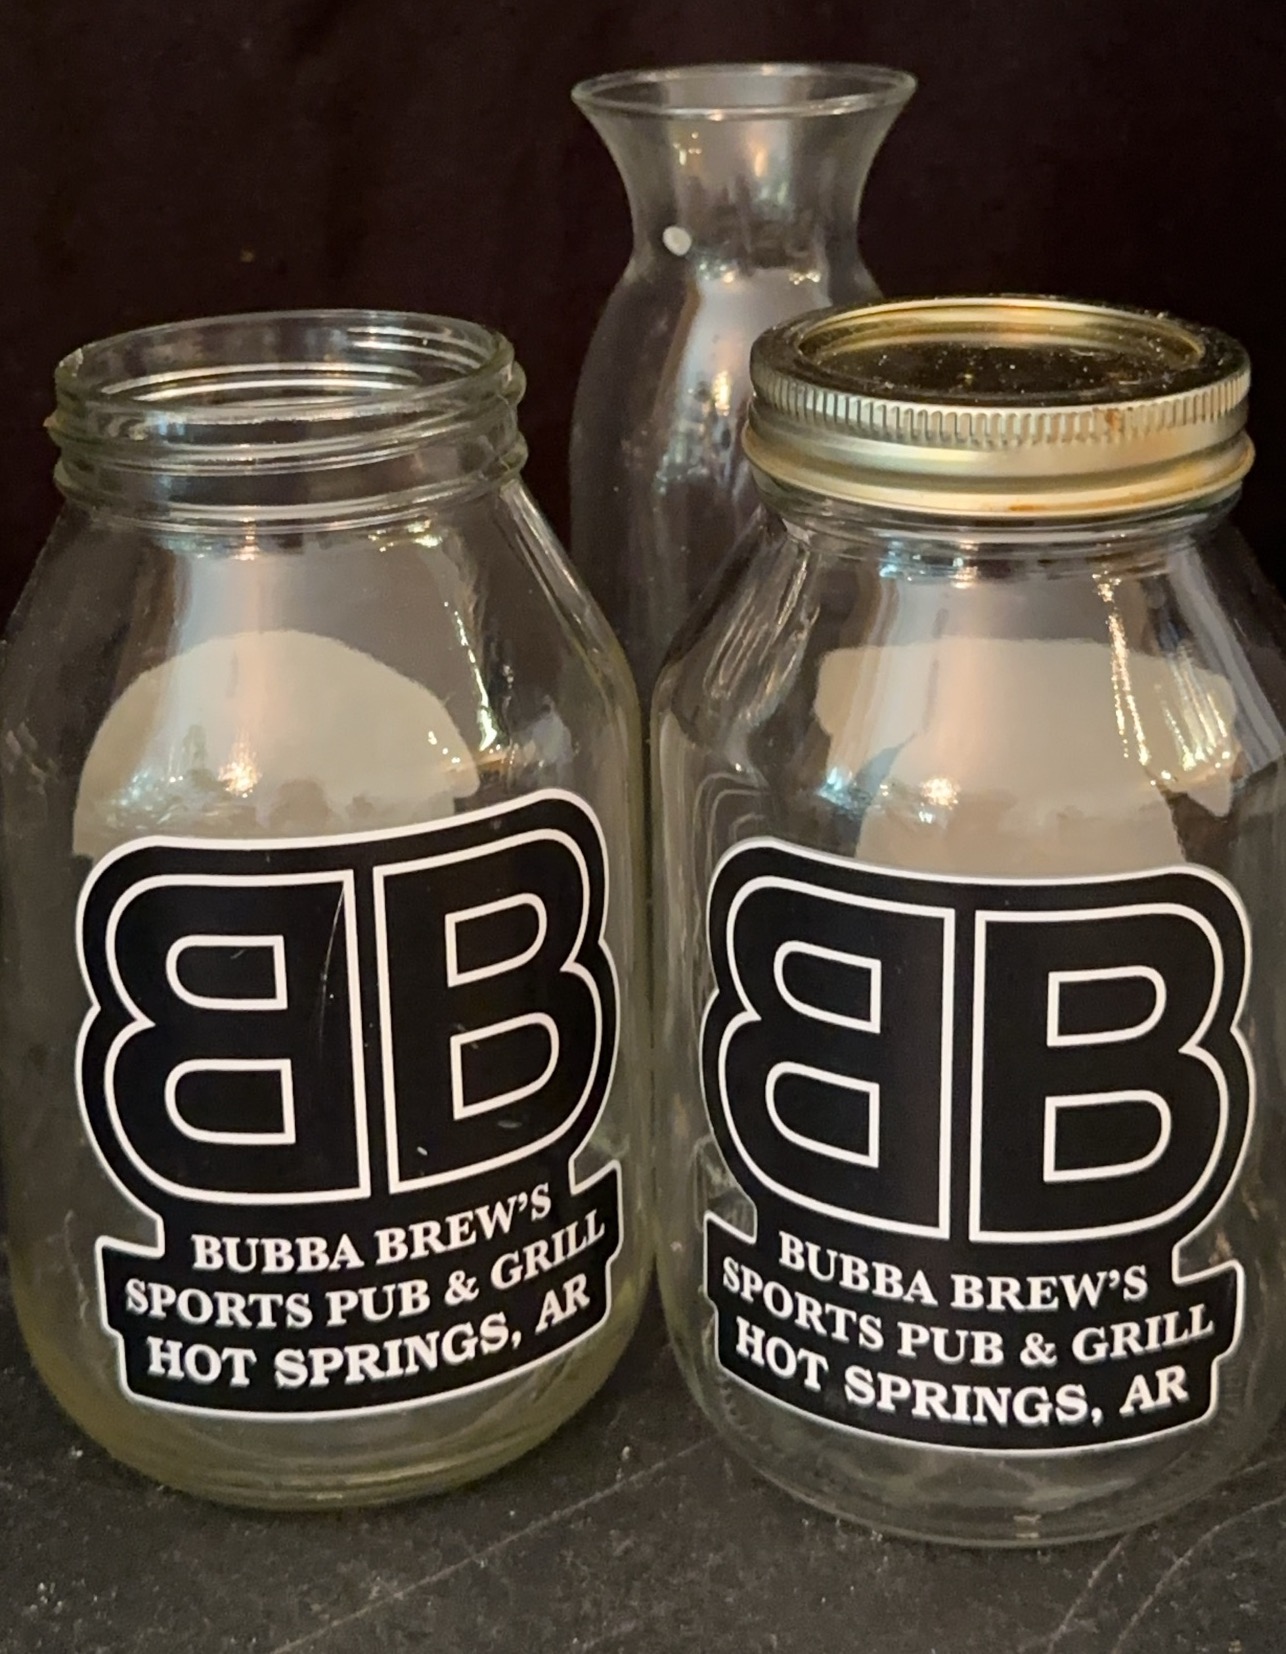 BB
BUBBA BREW'S
SPORTS PUB & GRILL
HOT SPRINGS, AR
BB
BUBBA BREW'S
SPORTS PUB & GRILL
HOT SPRINGS, AR